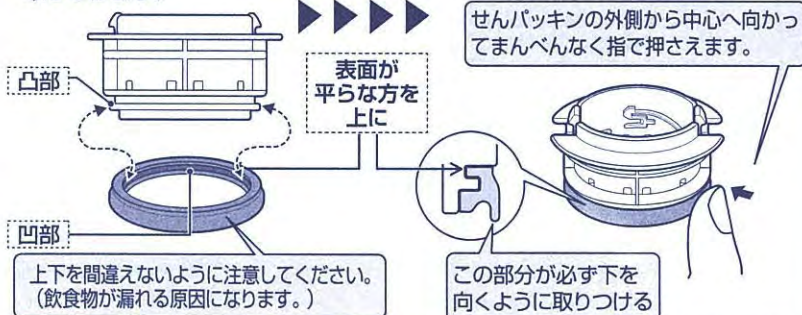 凸部
凹部
上下を間違えないように注意してください。
(飲食物が漏れる原因になります。)
表面が
平らな方を
上に
せんパッキンの外側から中心へ向かっ
てまんべんなく指で押さえます。
この部分が必ず下を
向くように取りつける